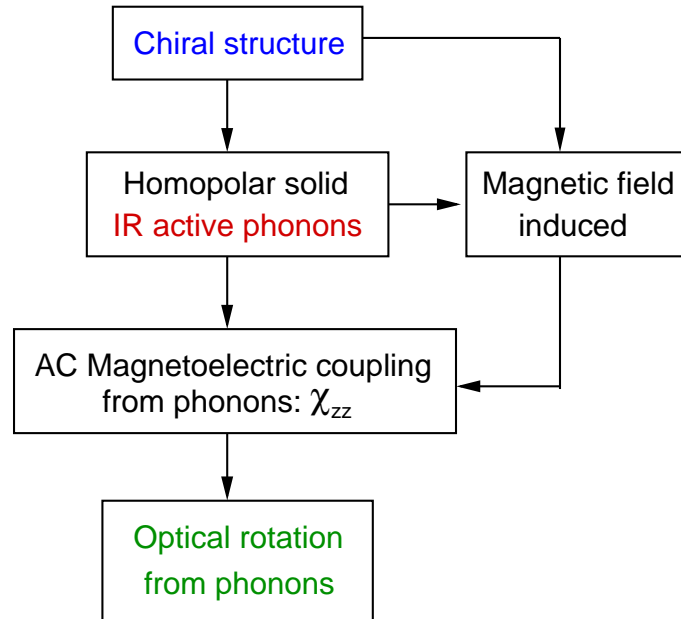 Chiral structure
Homopolar solid
IR active phonons
Magnetic field
induced
AC Magnetoelectric coupling
from phonons: χzz
Optical rotation
from phonons